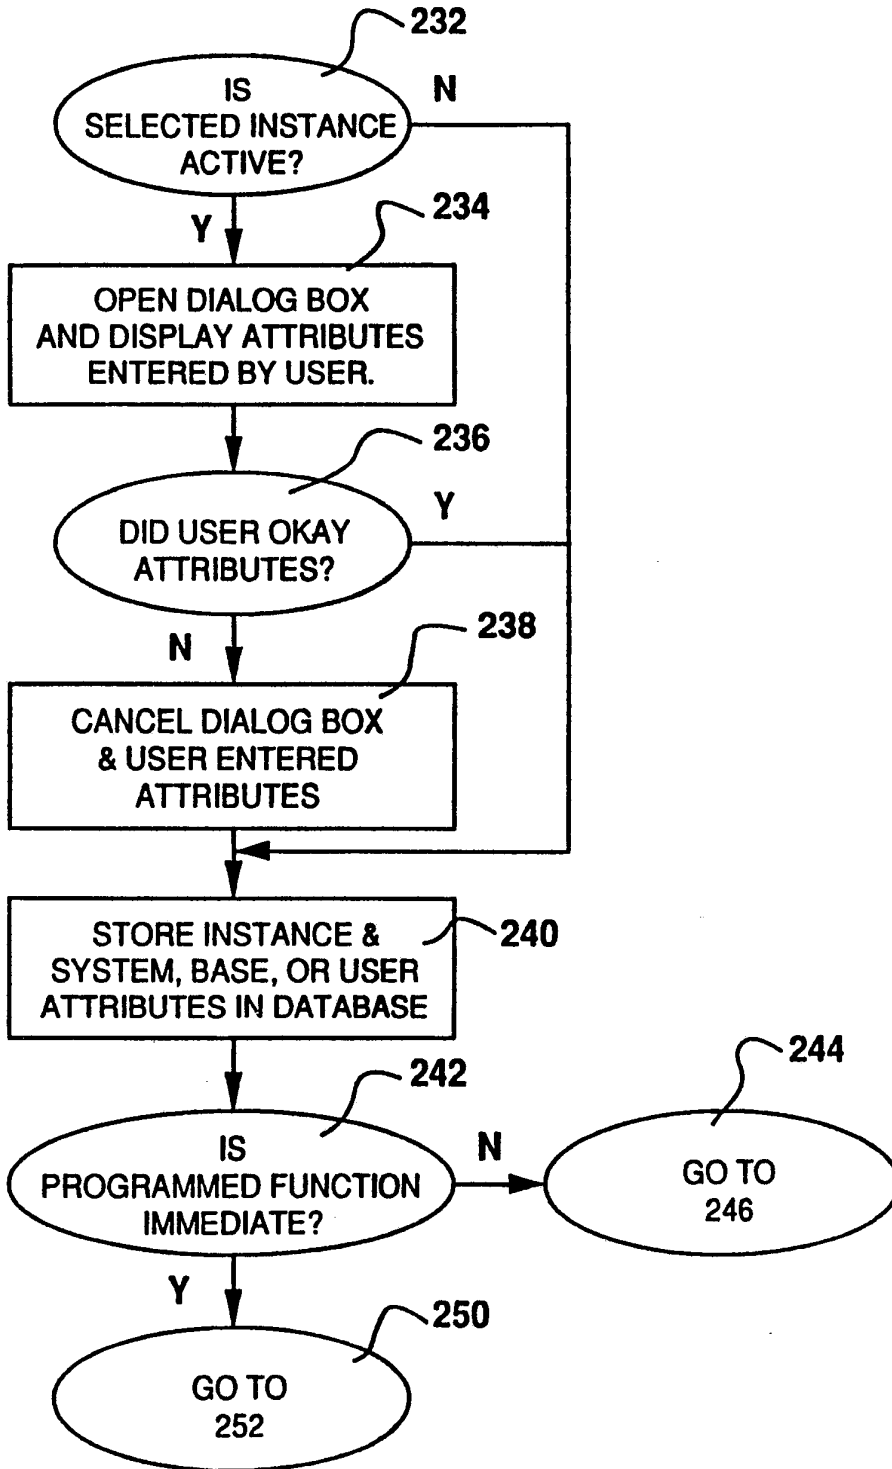 232
IS
SELECTED INSTANCE
ACTIVE?
N
Y
234
OPEN DIALOG BOX
AND DISPLAY ATTRIBUTES
ENTERED BY USER.
236
DID USER OKAY
ATTRIBUTES?
Y
N
238
CANCEL DIALOG BOX
& USER ENTERED
ATTRIBUTES
STORE INSTANCE &
SYSTEM, BASE, OR USER
ATTRIBUTES IN DATABASE
240
242
IS
PROGRAMMED FUNCTION
IMMEDIATE?
N
244
GO TO
246
Y
250
GO TO
252